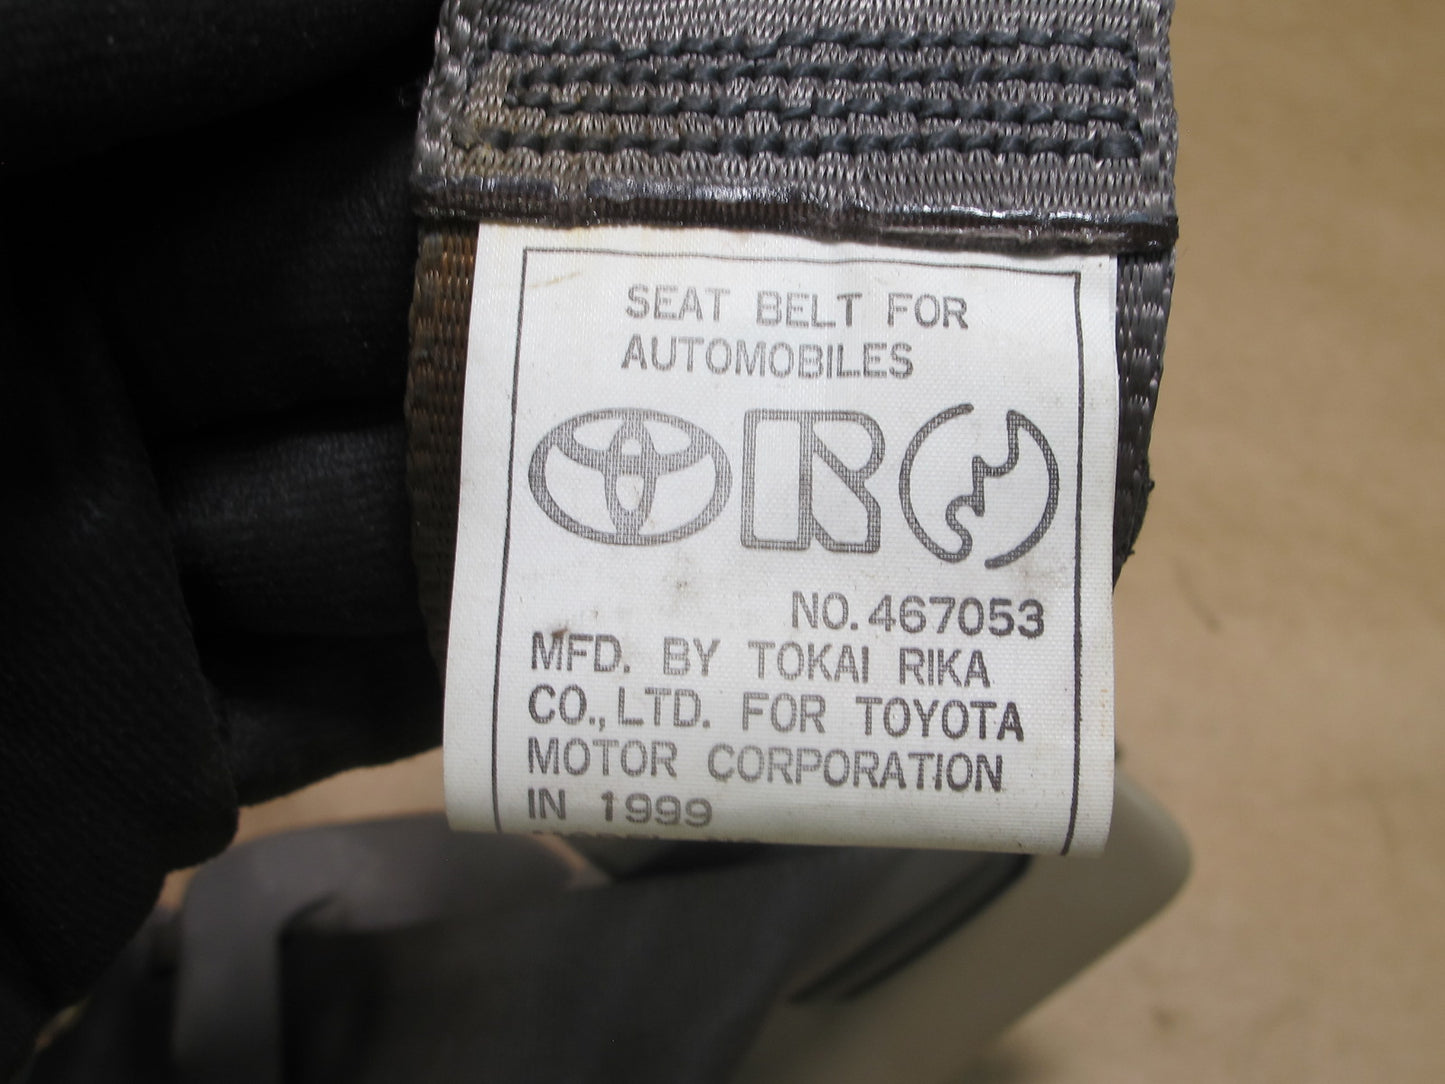 SEAT BELT FOR
AUTOMOBILES
NO. 467053
MFD. BY TOKAI RIKA
CO., LTD. FOR TOYOTA
MOTOR CORPORATION
IN 1999